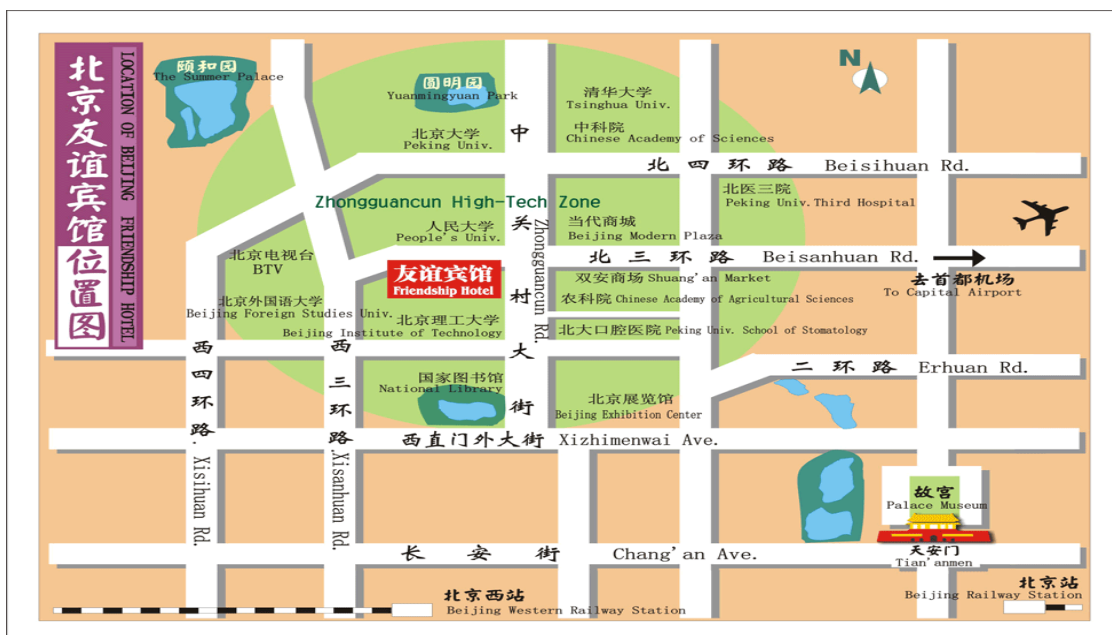 北京友谊宾馆位置图
LOCATION OF BEIJING FRIENDSHIP HOTEL
颐和园
The Summer Palace
圆明园
Yuanmingyuan Park
清华大学
Tsinghua Univ.
中科院
Chinese Academy of Sciences
北京大学
Peking Univ.
N
北四环路 Beisihuan Rd.
Zhongguancun High-Tech Zone
北医三院
Peking Univ. Third Hospital
人民大学
People's Univ.
当代商城
Beijing Modern Plaza
中关村大街
Zhongguancun Rd.
北三环路 Beisanhuan Rd.
去首都机场
To Capital Airport
北京电视台
BTV
友谊宾馆
Friendship Hotel
双安商场 Shuang'an Market
农科院 Chinese Academy of Agricultural Sciences
北京外国语大学
Beijing Foreign Studies Univ.
北京理工大学
Beijing Institute of Technology
北大口腔医院 Peking Univ. School of Stomatology
西四环路. Xisihuan Rd.
西三环路. Xisanhuan Rd.
二环路 Erhuan Rd.
国家图书馆
National Library
北京展览馆
Beijing Exhibition Center
西直门外大街 Xizhimenwai Ave.
故宫
Palace Museum
天安门
Tian'anmen
长安街 Chang'an Ave.
北京西站
Beijing Western Railway Station
北京站
Beijing Railway Station